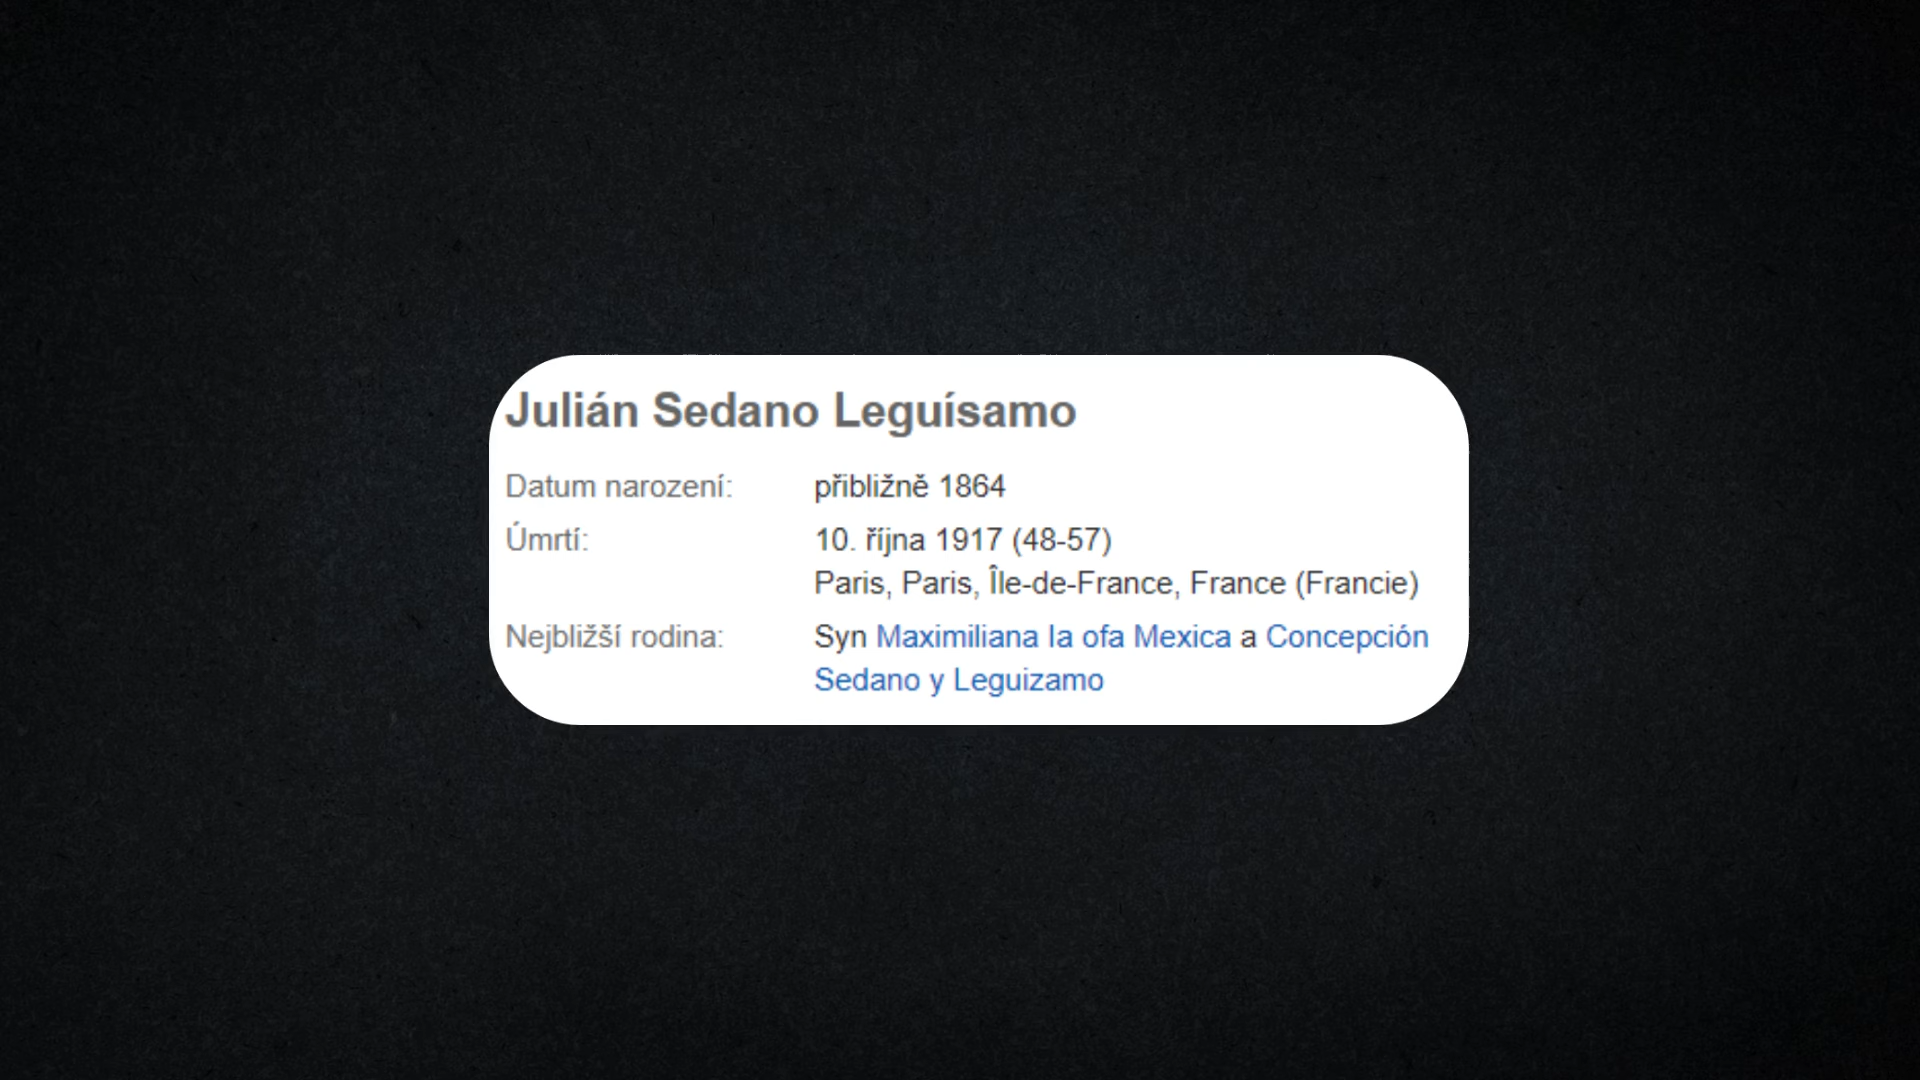 Julián Sedano Leguísamo
Datum narození: přibližně 1864
Úmrtí: 10. října 1917 (48-57)
Paris, Paris, Île-de-France, France (Francie)
Nejbližší rodina: Syn Maximiliana Ia ofa Mexica a Concepción
Sedano y Leguizamo